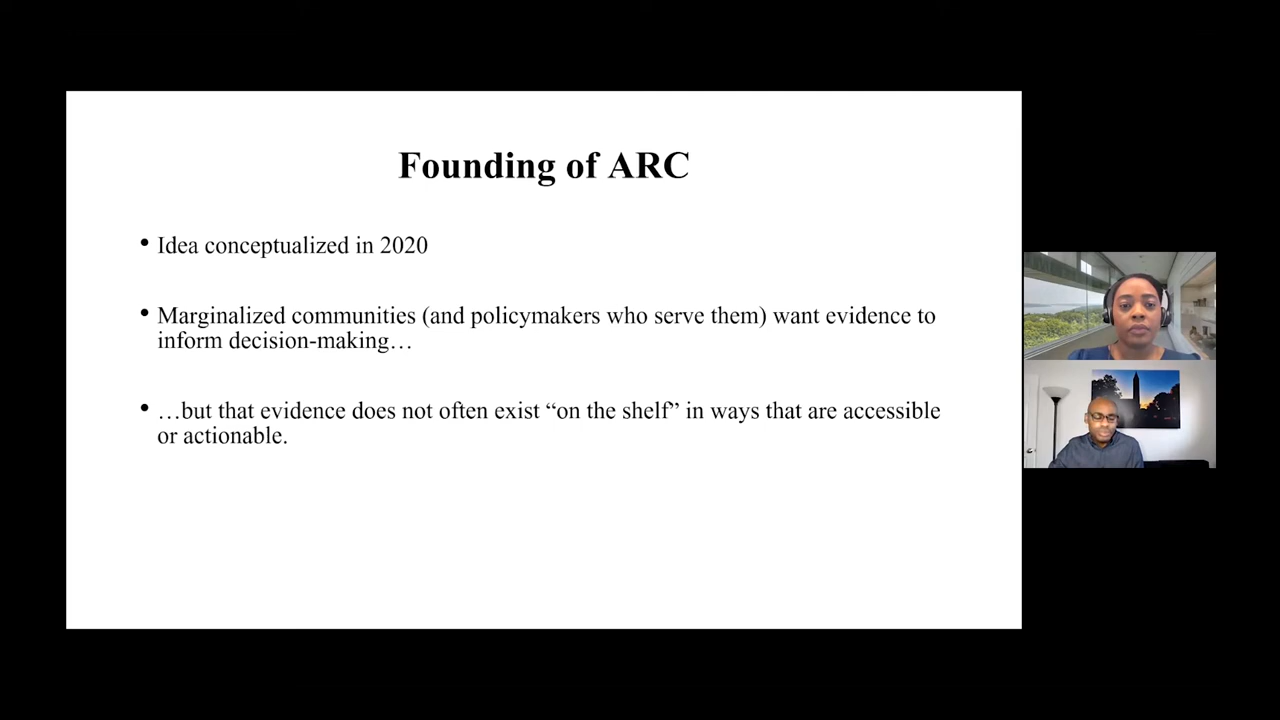 Founding of ARC
• Idea conceptualized in 2020
• Marginalized communities (and policymakers who serve them) want evidence to
inform decision-making…
• …but that evidence does not often exist “on the shelf” in ways that are accessible
or actionable.